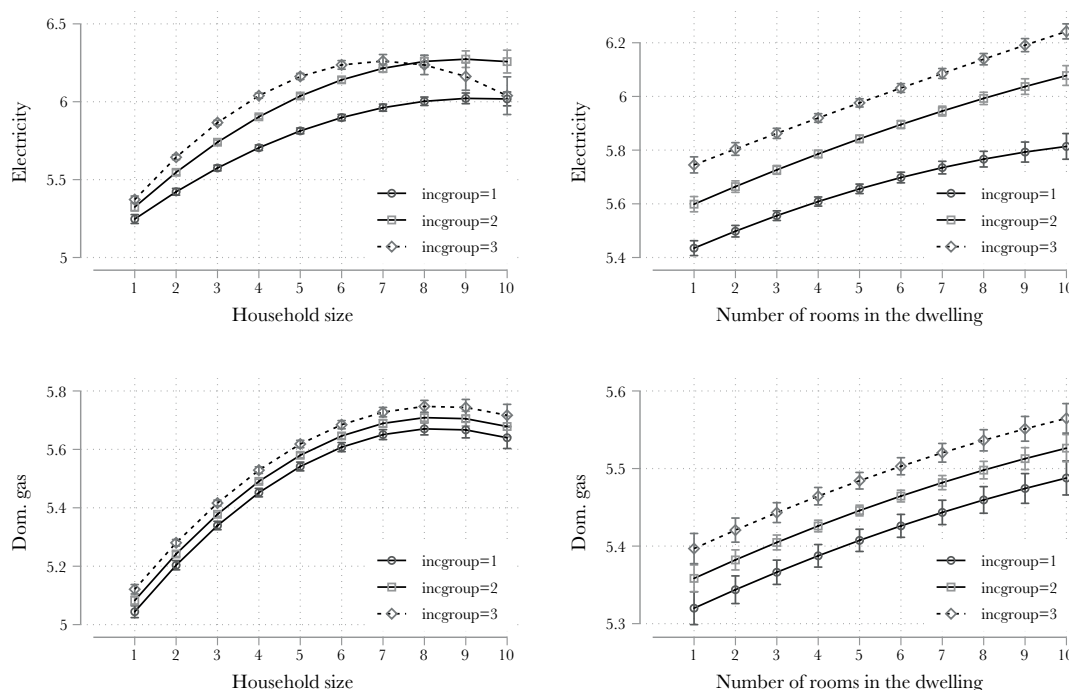 Electricity
6.5
6
5.5
5
incgroup=1
incgroup=2
incgroup=3
1 2 3 4 5 6 7 8 9 10
Household size
Electricity
6.2
6
5.8
5.6
5.4
incgroup=1
incgroup=2
incgroup=3
1 2 3 4 5 6 7 8 9 10
Number of rooms in the dwelling
Dom. gas
5.8
5.6
5.4
5.2
5
incgroup=1
incgroup=2
incgroup=3
1 2 3 4 5 6 7 8 9 10
Household size
Dom. gas
5.6
5.5
5.4
5.3
incgroup=1
incgroup=2
incgroup=3
1 2 3 4 5 6 7 8 9 10
Number of rooms in the dwelling